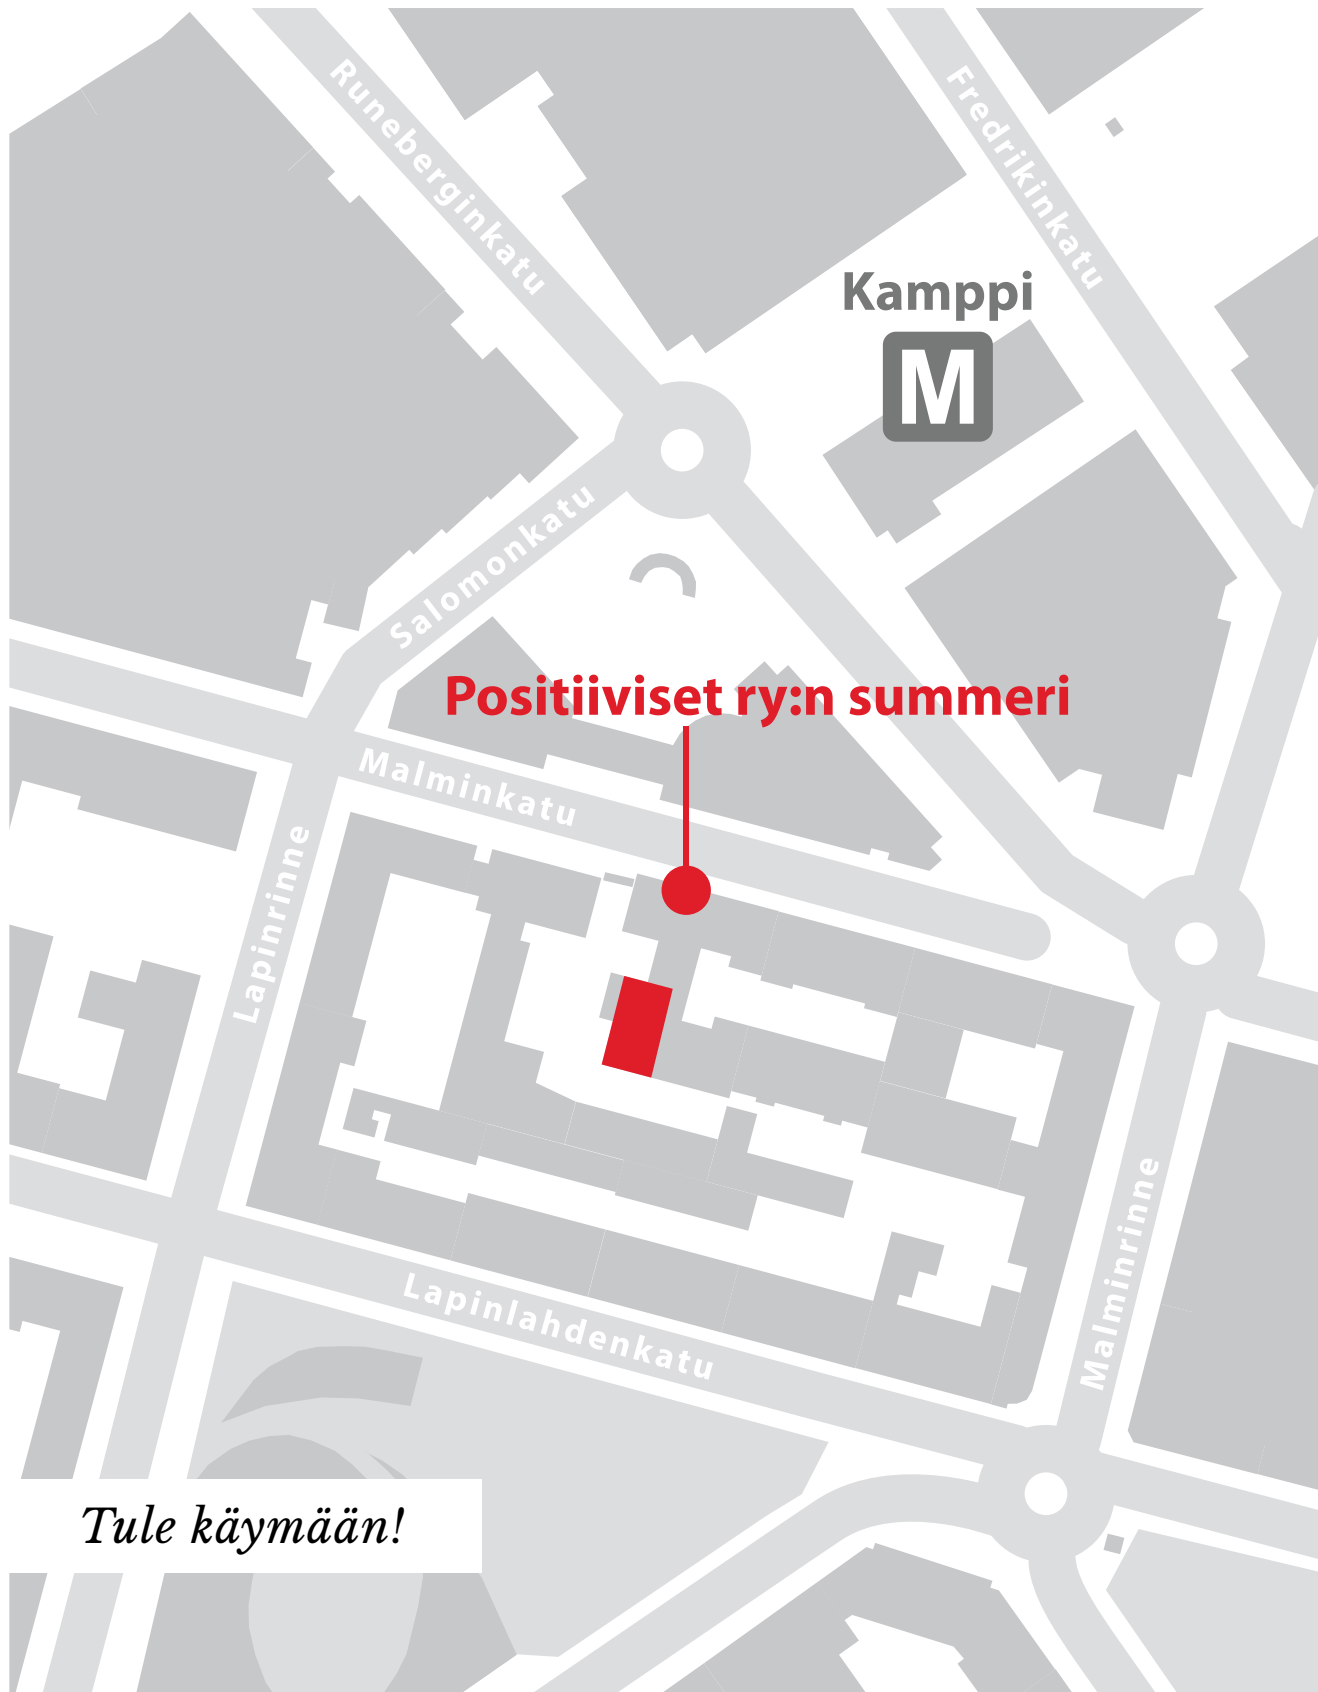 Runeberginkatu
Fredrikinkatu
Kamppi
M
Salomonkatu
Positiiviset ry:n summeri
Malminkatu
Lapinrinne
Malminrinne
Lapinlahdenkatu
Tule käymään!